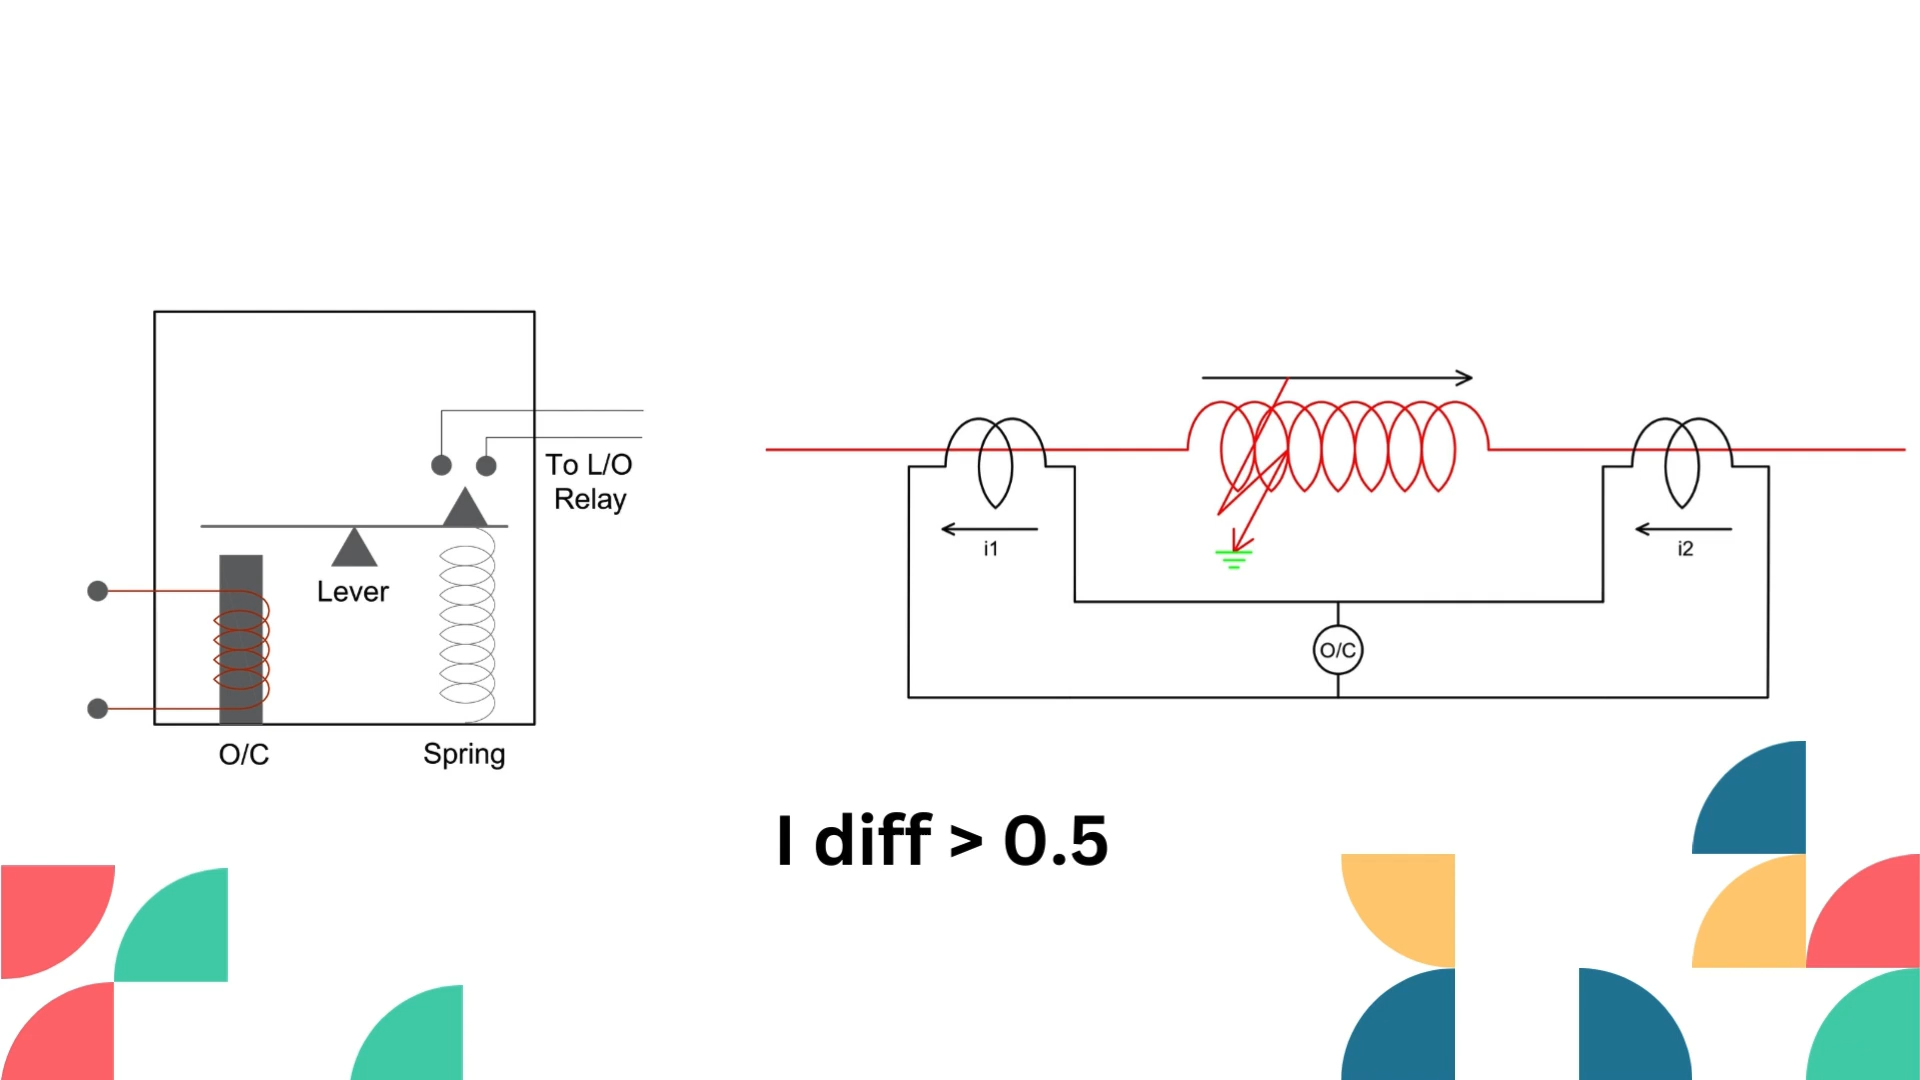 To L/O
Relay
Lever
O/C
Spring
i1
i2
O/C
I diff > 0.5